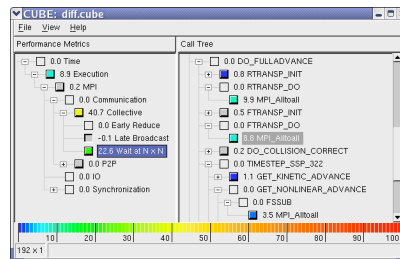 CUBE: diff.cube
File View Help
Performance Metrics
0.0 Time
8.9 Execution
0.2 MPI
0.0 Communication
40.7 Collective
0.0 Early Reduce
-0.1 Late Broadcast
22.6 Wait at N x N
0.0 P2P
0.0 IO
0.0 Synchronization
Call Tree
0.0 DO_FULLADVANCE
0.8 RTRANSP_INIT
0.0 RTRANSP_DO
9.9 MPI_Alltoall
0.5 FTRANSP_INIT
0.0 FTRANSP_DO
8.8 MPI_Alltoall
0.2 DO_COLLISION_CORRECT
0.0 TIMESTEP_SSP_322
1.1 GET_KINETIC_ADVANCE
0.0 GET_NONLINEAR_ADVANCE
0.0 FSSUB
3.5 MPI_Alltoall
10 20 30 40 50 60 70 80 90 100
192 x 1